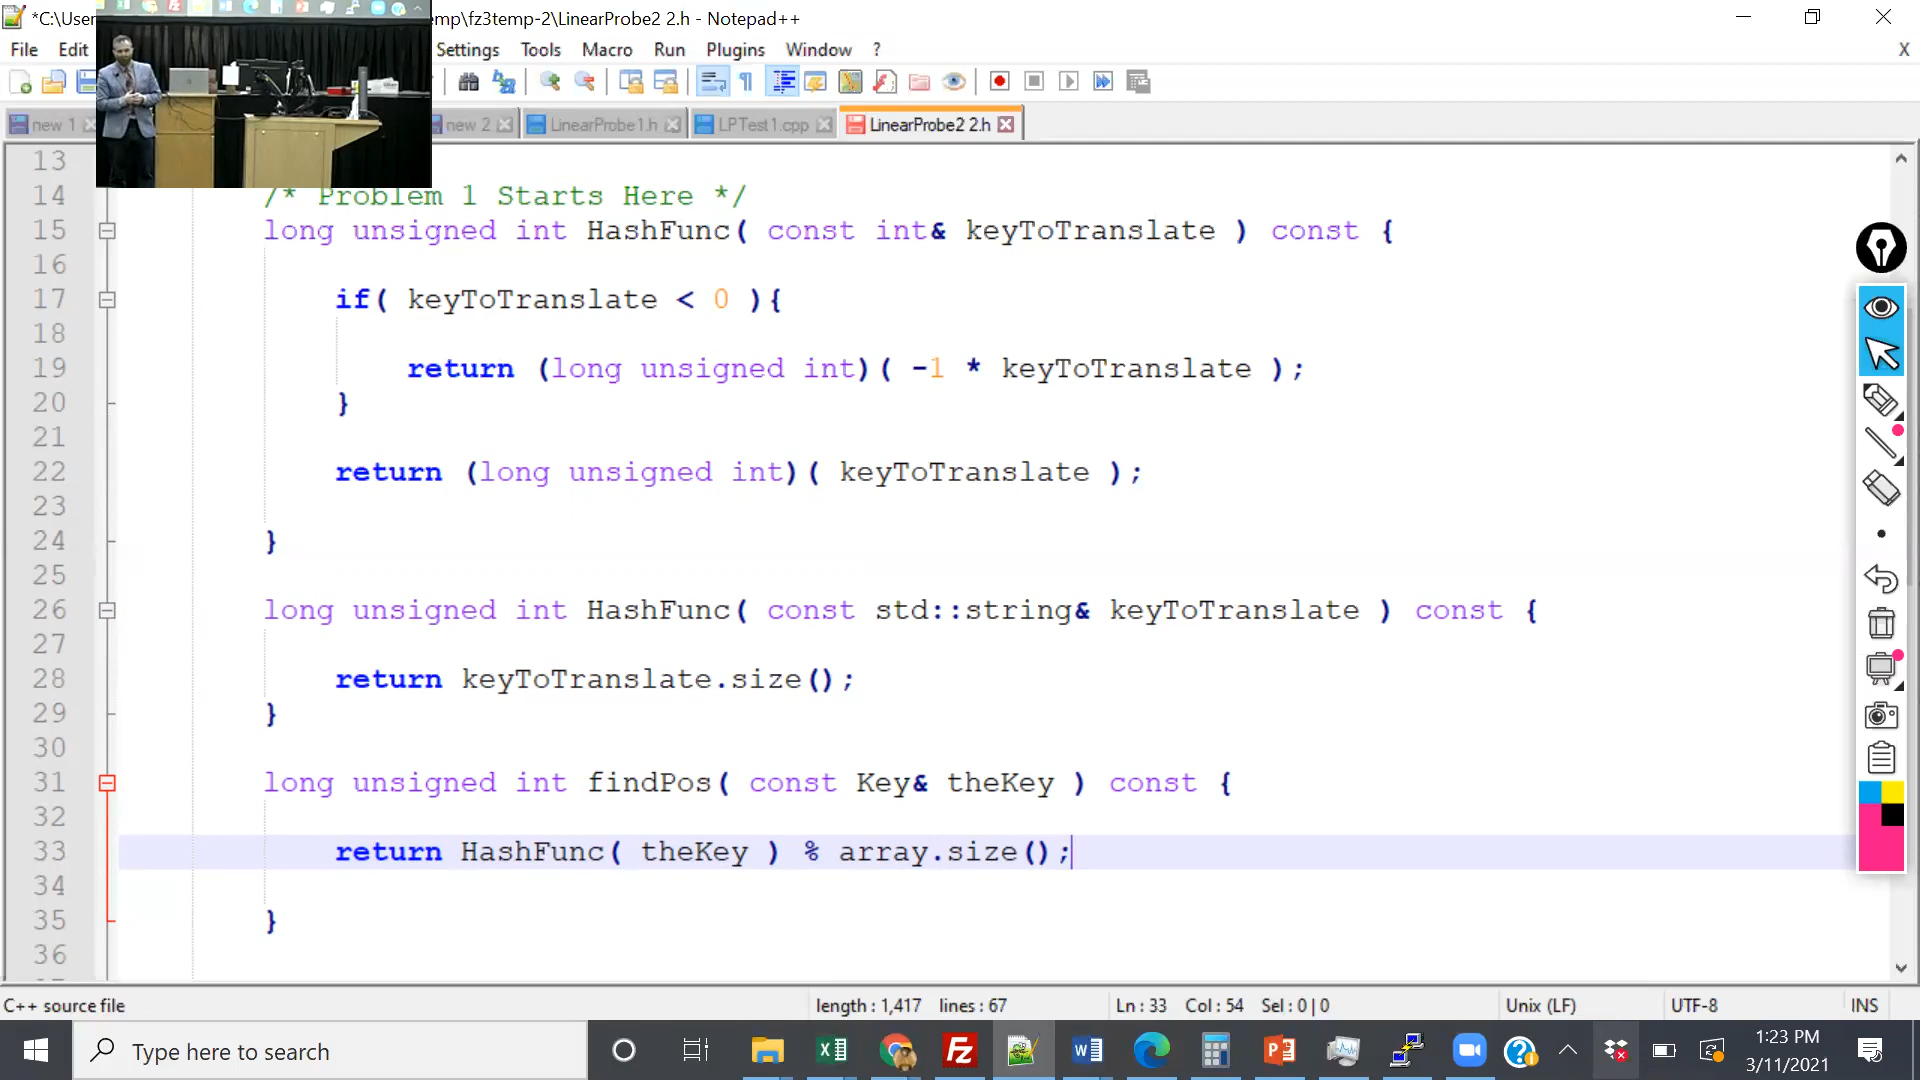 *C:\User
emp\fz3temp-2\LinearProbe2 2.h - Notepad++
File Edit
Settings Tools Macro Run Plugins Window ? X
new 1
new 2
LinearProbe1.h
LPTest1.cpp
LinearProbe2 2.h
13
14 /* Problem 1 Starts Here */
15 long unsigned int HashFunc( const int& keyToTranslate ) const {
16
17 if( keyToTranslate < 0 ){
18
19 return (long unsigned int)( -1 * keyToTranslate );
20 }
21
22 return (long unsigned int)( keyToTranslate );
23
24 }
25
26 long unsigned int HashFunc( const std::string& keyToTranslate ) const {
27
28 return keyToTranslate.size();
29 }
30
31 long unsigned int findPos( const Key& theKey ) const {
32
33 return HashFunc( theKey ) % array.size();
34
35 }
36
C++ source file length : 1,417 lines : 67 Ln : 33 Col : 54 Sel : 0 | 0 Unix (LF) UTF-8 INS
Type here to search
1:23 PM
3/11/2021